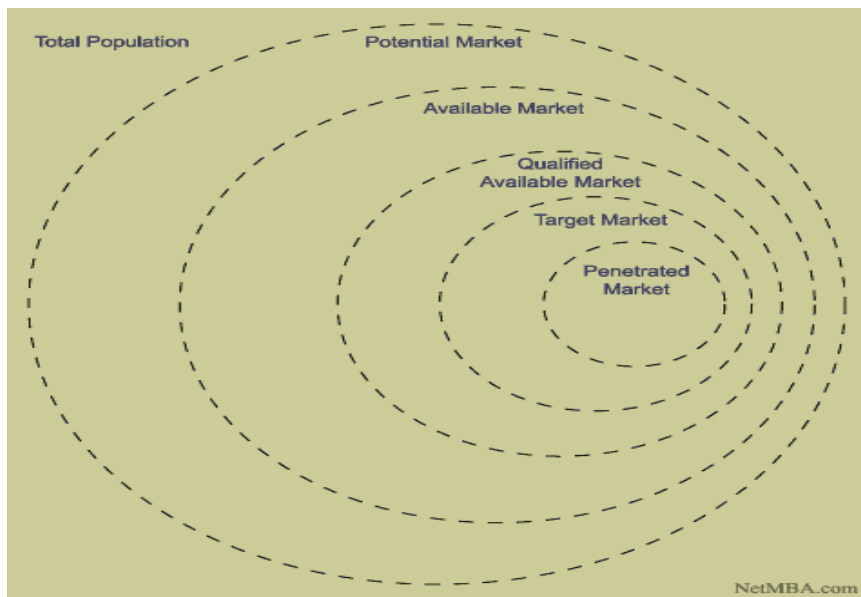 Total Population
Potential Market
Available Market
Qualified
Available Market
Target Market
Penetrated
Market
NetMBA.com